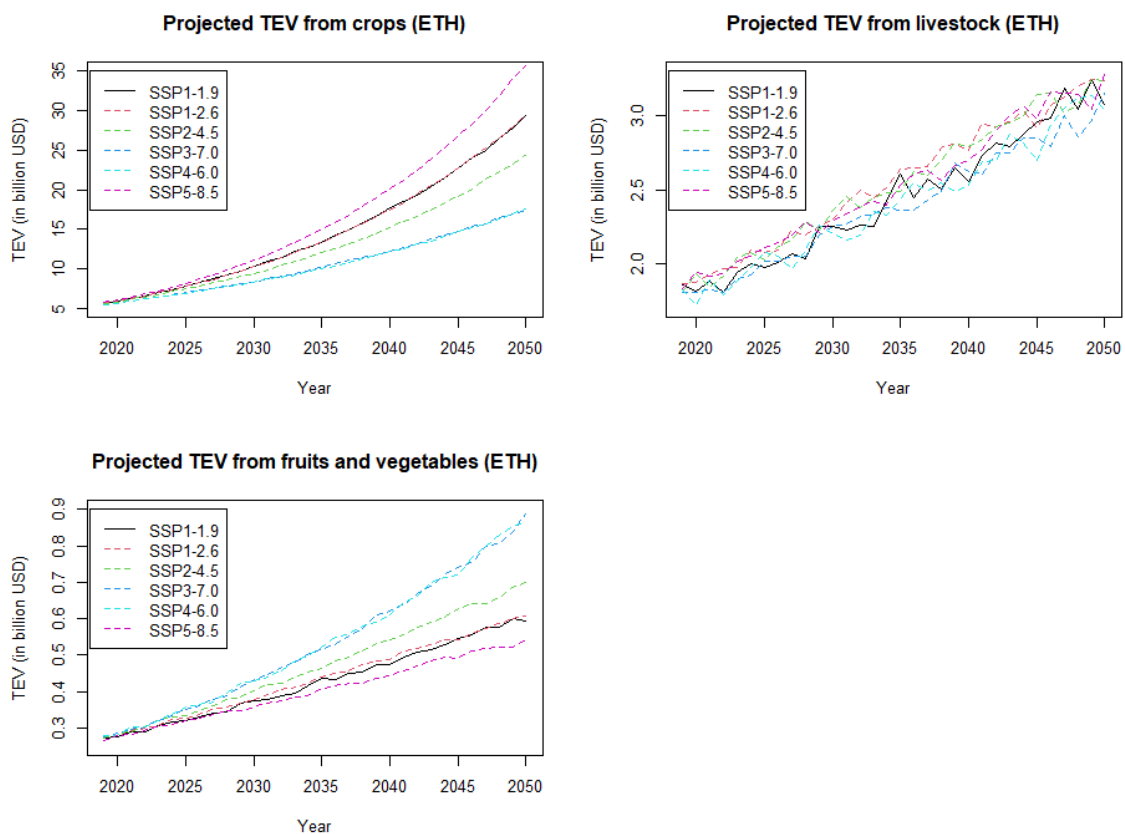 Projected TEV from crops (ETH)
TEV (in billion USD)
35
30
25
20
15
10
5
SSP1-1.9
SSP1-2.6
SSP2-4.5
SSP3-7.0
SSP4-6.0
SSP5-8.5
2020 2025 2030 2035 2040 2045 2050
Year
Projected TEV from livestock (ETH)
TEV (in billion USD)
3.0
2.5
2.0
SSP1-1.9
SSP1-2.6
SSP2-4.5
SSP3-7.0
SSP4-6.0
SSP5-8.5
2020 2025 2030 2035 2040 2045 2050
Year
Projected TEV from fruits and vegetables (ETH)
TEV (in billion USD)
0.9
0.8
0.7
0.6
0.5
0.4
0.3
SSP1-1.9
SSP1-2.6
SSP2-4.5
SSP3-7.0
SSP4-6.0
SSP5-8.5
2020 2025 2030 2035 2040 2045 2050
Year